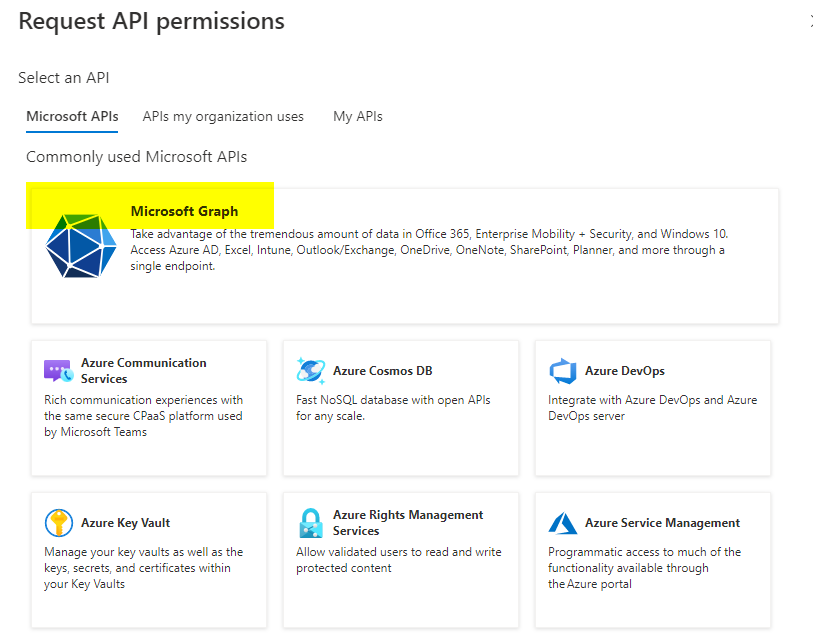 Request API permissions
Select an API
Microsoft APIs
APIs my organization uses
My APIs
Commonly used Microsoft APIs
Microsoft Graph
Take advantage of the tremendous amount of data in Office 365, Enterprise Mobility + Security, and Windows 10.
Access Azure AD, Excel, Intune, Outlook/Exchange, OneDrive, OneNote, SharePoint, Planner, and more through a
single endpoint.
Azure Communication
Services
Rich communication experiences with
the same secure CPaaS platform used
by Microsoft Teams
Azure Cosmos DB
Fast NoSQL database with open APIs
for any scale.
Azure DevOps
Integrate with Azure DevOps and Azure
DevOps server
Azure Key Vault
Manage your key vaults as well as the
keys, secrets, and certificates within
your Key Vaults
Azure Rights Management
Services
Allow validated users to read and write
protected content
Azure Service Management
Programmatic access to much of the
functionality available through
the Azure portal